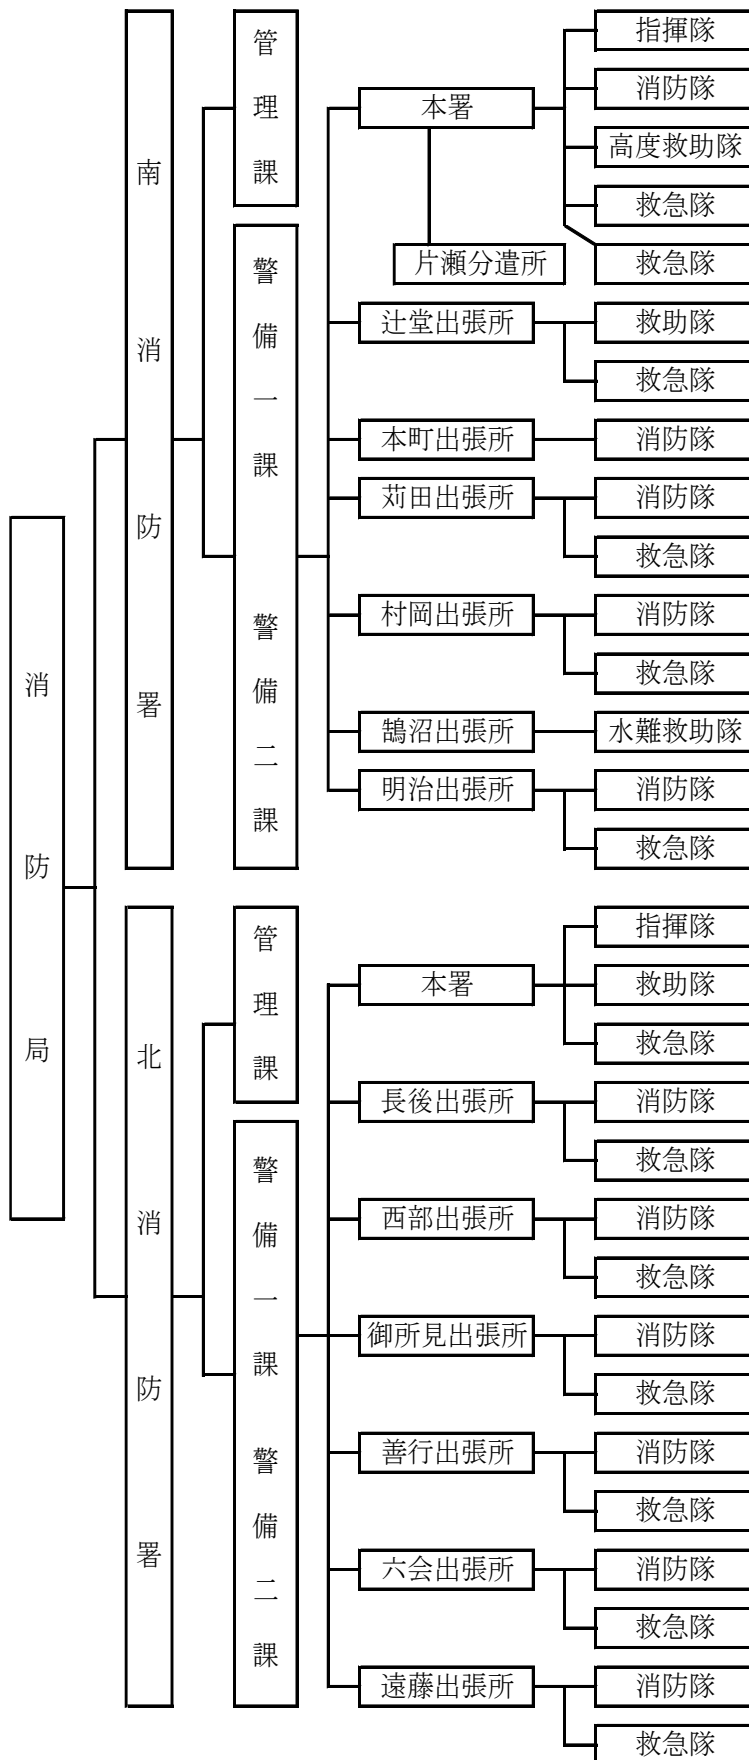 消防局
南消防署
管理課
警備一課 警備二課
本署
指揮隊
消防隊
高度救助隊
救急隊
片瀬分遣所
救急隊
辻堂出張所
救助隊
救急隊
本町出張所
消防隊
苅田出張所
消防隊
救急隊
村岡出張所
消防隊
救急隊
鵠沼出張所
水難救助隊
明治出張所
消防隊
救急隊
北消防署
管理課
警備一課 警備二課
本署
指揮隊
救助隊
救急隊
長後出張所
消防隊
救急隊
西部出張所
消防隊
救急隊
御所見出張所
消防隊
救急隊
善行出張所
消防隊
救急隊
六会出張所
消防隊
救急隊
遠藤出張所
消防隊
救急隊